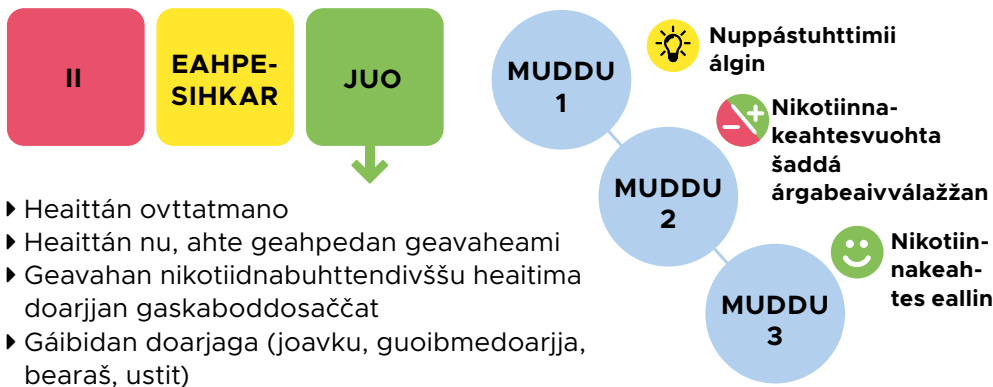 II
EAHPE-
SIHKAR
JUO
Heaittán ovttatmano
Heaittán nu, ahte geahpedan geavaheami
Geavahan nikotiidnabuhttendivššu heaitima
doarjjan gaskaboddosaččat
Gáibidan doarjaga (joavku, guoibmedoarjja,
bearaš, ustit)
MUDDU
1
Nuppástuhttimii
álgin
MUDDU
2
Nikotiinna-
keahtesvuohta
šaddá
árgabeaivválažžan
MUDDU
3
Nikotiin-
nakeah-
tes eallin